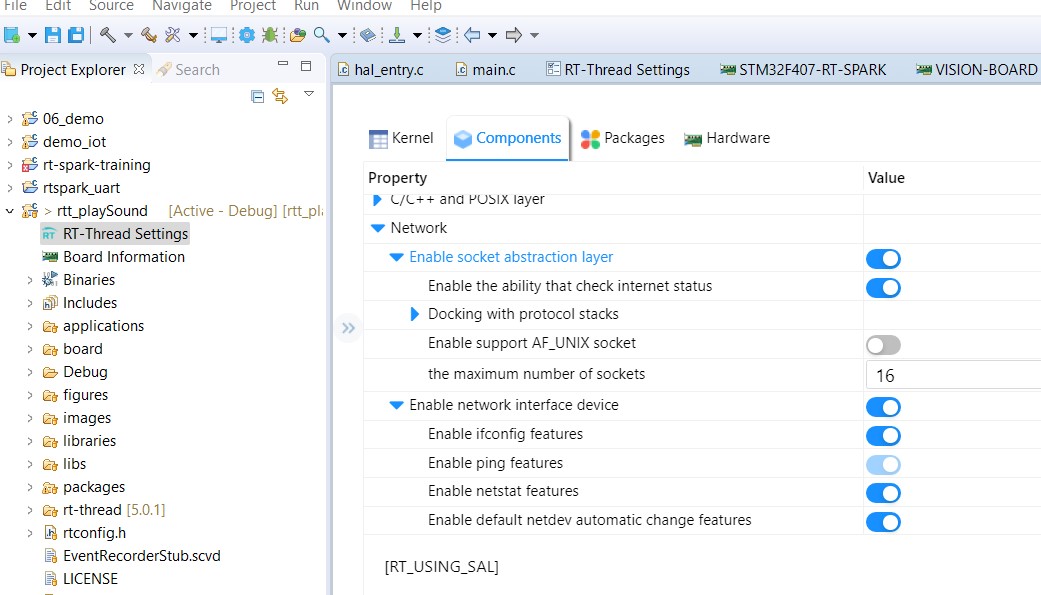 File Edit Source Navigate Project Run Window Help
Project Explorer Search
hal_entry.c main.c RT-Thread Settings STM32F407-RT-SPARK VISION-BOARD
06_demo
demo_iot
rt-spark-training
rtspark_uart
> rtt_playSound [Active - Debug] [rtt_pl
RT-Thread Settings
Board Information
Binaries
Includes
applications
board
Debug
figures
images
libraries
libs
packages
rt-thread [5.0.1]
rtconfig.h
EventRecorderStub.scvd
LICENSE
Kernel Components Packages Hardware
Property Value
C/C++ and POSIX layer
Network
Enable socket abstraction layer
Enable the ability that check internet status
Docking with protocol stacks
Enable support AF_UNIX socket
the maximum number of sockets 16
Enable network interface device
Enable ifconfig features
Enable ping features
Enable netstat features
Enable default netdev automatic change features
[RT_USING_SAL]